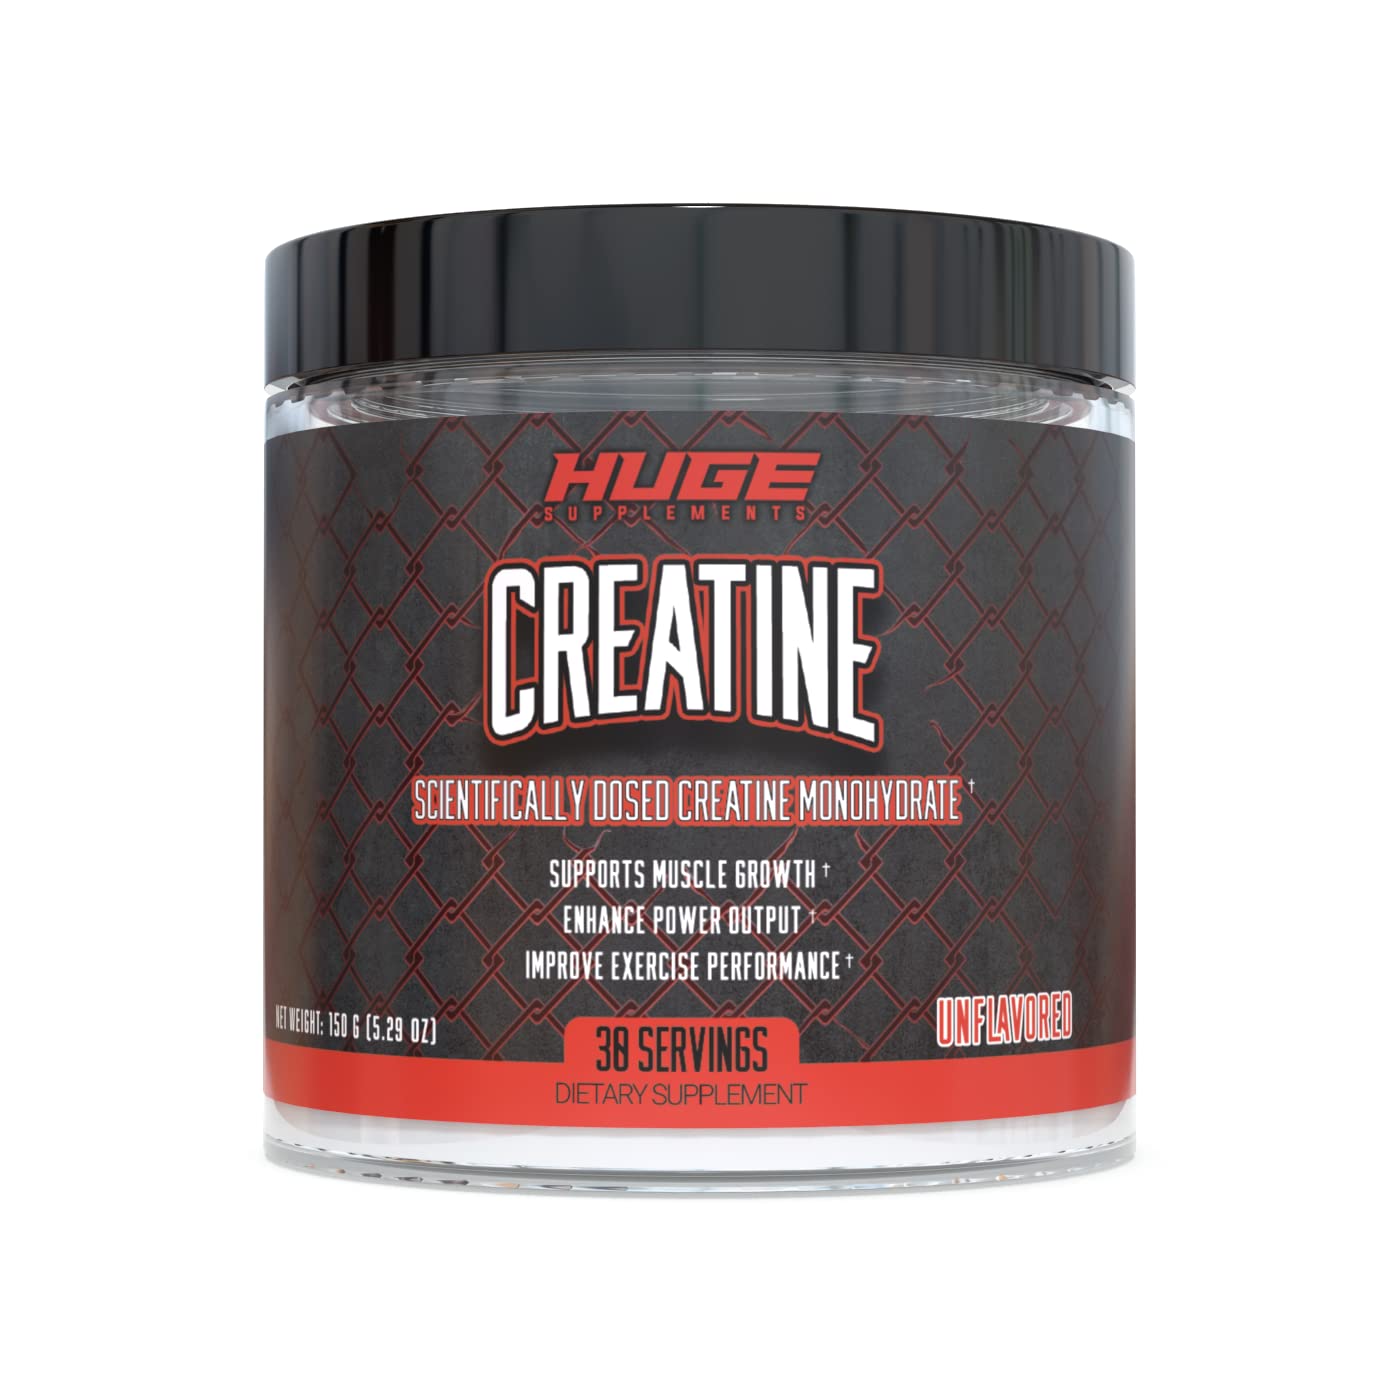 HUGE
SUPPLEMENTS
CREATINE
SCIENTIFICALLY DOSED CREATINE MONOHYDRATE †
SUPPORTS MUSCLE GROWTH †
ENHANCE POWER OUTPUT †
IMPROVE EXERCISE PERFORMANCE †
NET WEIGHT: 150 G (5.29 OZ)
UNFLAVORED
30 SERVINGS
DIETARY SUPPLEMENT